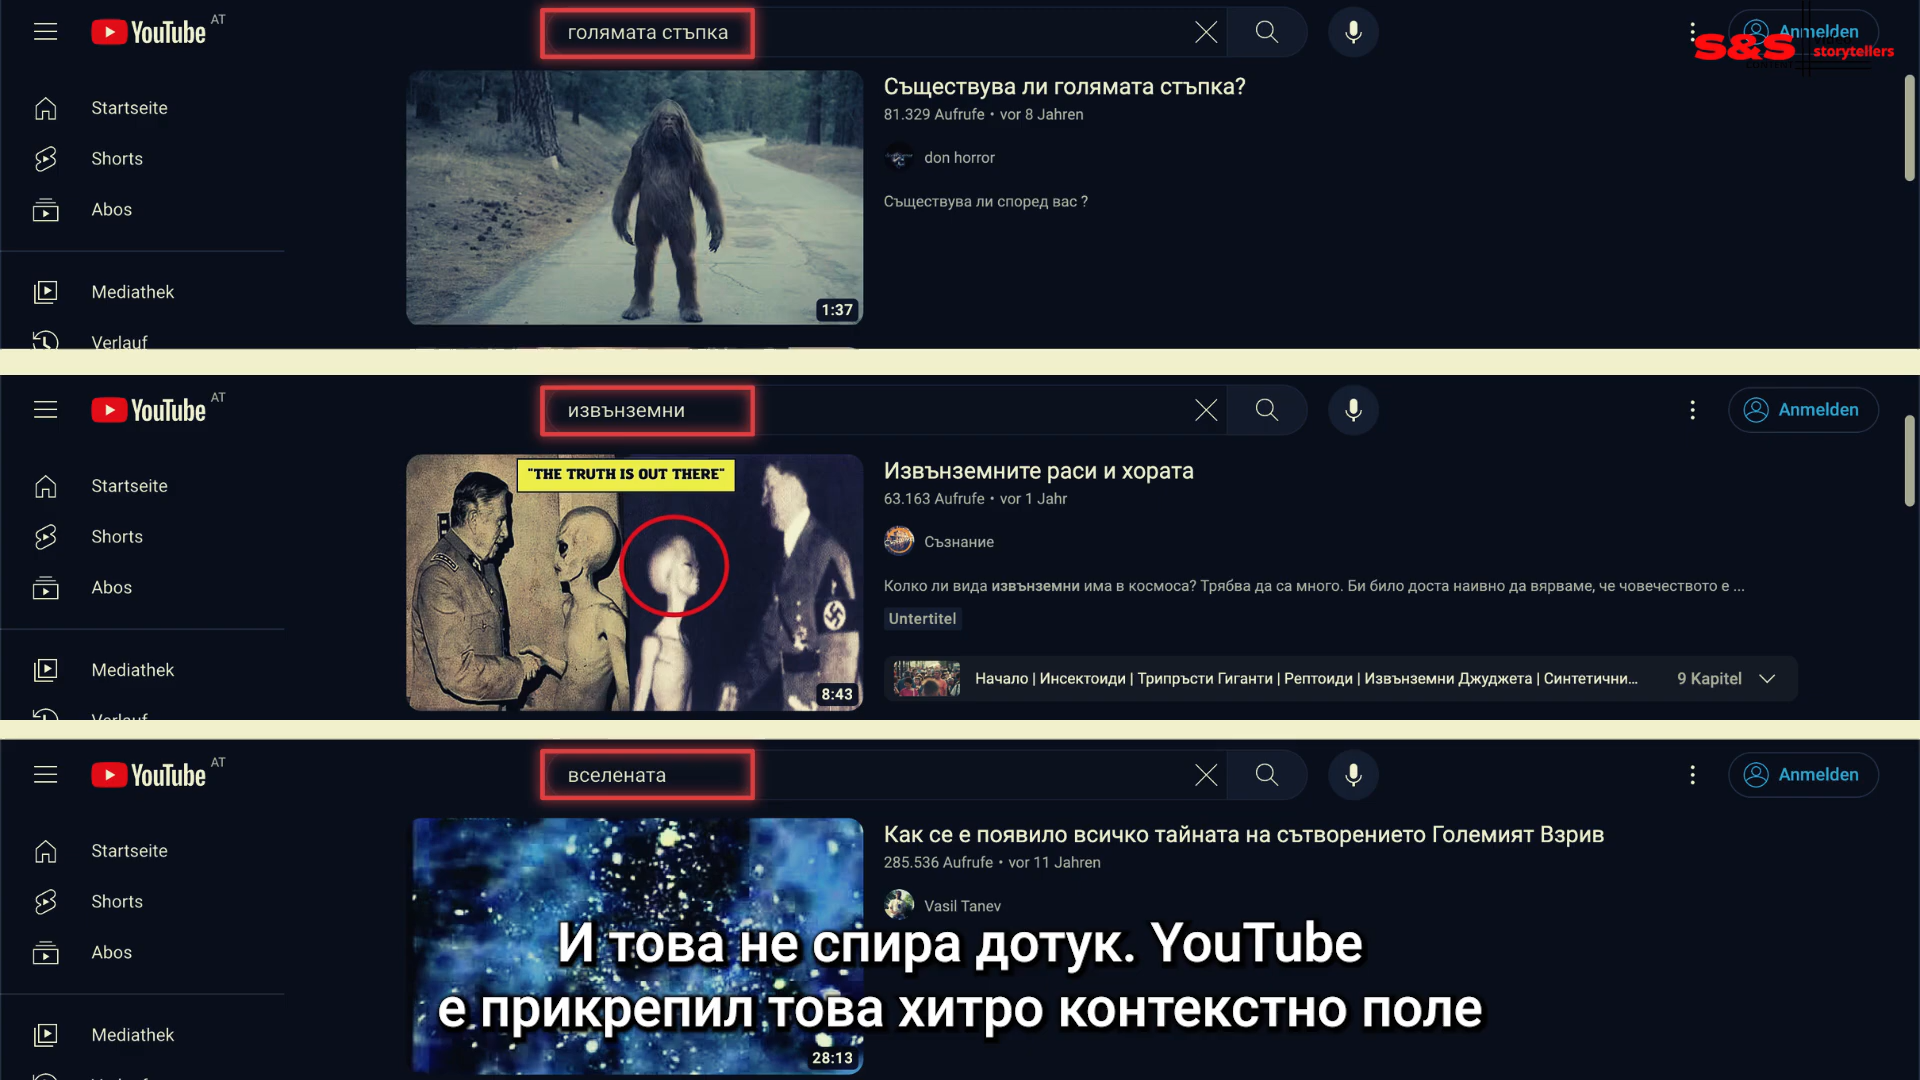 YouTube AT
голямата стъпка
Anmelden
S&S storytellers
Startseite
Shorts
Abos
Mediathek
Verlauf
1:37
Съществува ли голямата стъпка?
81.329 Aufrufe • vor 8 Jahren
don horror
Съществува ли според вас ?
YouTube AT
извънземни
Anmelden
Startseite
Shorts
Abos
Mediathek
Verlauf
"THE TRUTH IS OUT THERE"
8:43
Извънземните раси и хората
63.163 Aufrufe • vor 1 Jahr
Съзнание
Колко ли вида извънземни има в космоса? Трябва да са много. Би било доста наивно да вярваме, че човечеството е ...
Untertitel
Начало | Инсектоиди | Трипръсти Гиганти | Рептоиди | Извънземни Джуджета | Синтетични...
9 Kapitel
YouTube AT
вселената
Anmelden
Startseite
Shorts
Abos
Mediathek
28:13
Как се е появило всичко тайната на сътворението Големият Взрив
285.536 Aufrufe • vor 11 Jahren
Vasil Tanev
И това не спира дотук. YouTube
е прикрепил това хитро контекстно поле